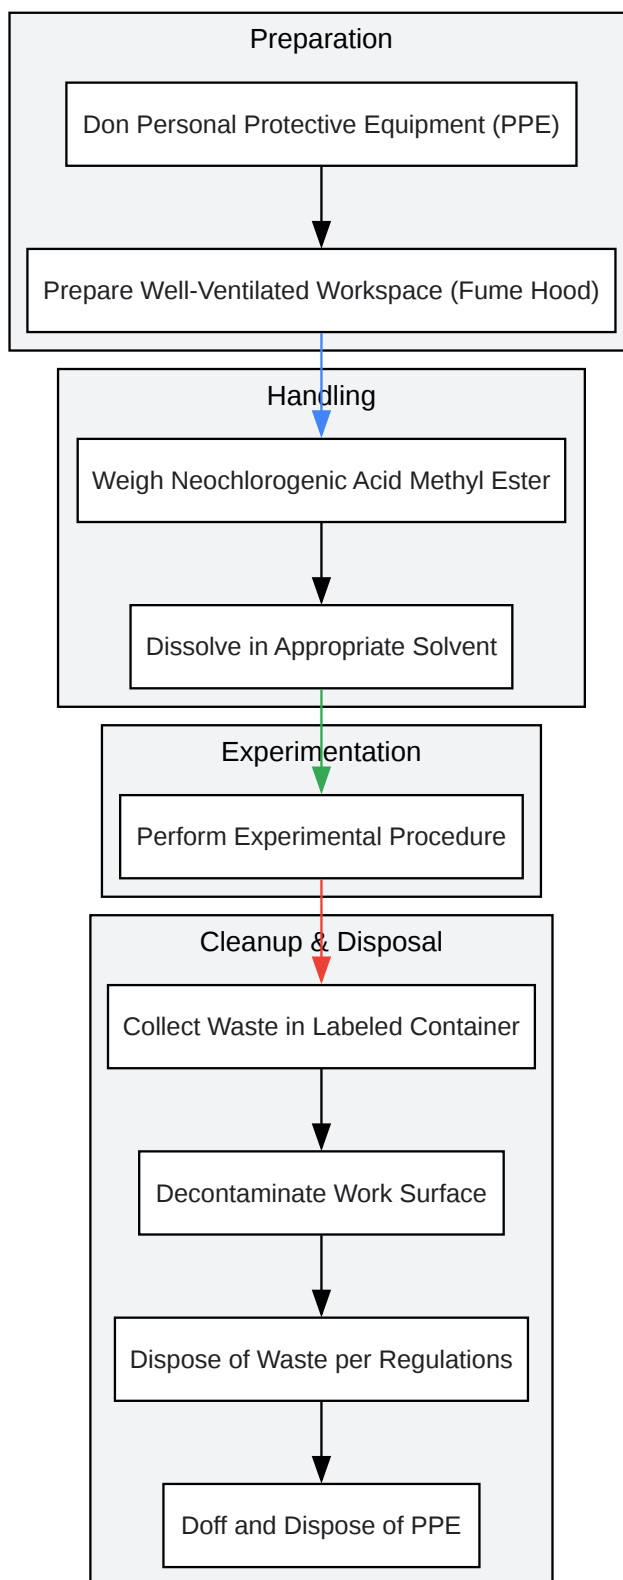 Preparation
Don Personal Protective Equipment (PPE)
Prepare Well-Ventilated Workspace (Fume Hood)
Handling
Weigh Neochlorogenic Acid Methyl Ester
Dissolve in Appropriate Solvent
Experimentation
Perform Experimental Procedure
Cleanup & Disposal
Collect Waste in Labeled Container
Decontaminate Work Surface
Dispose of Waste per Regulations
Doff and Dispose of PPE